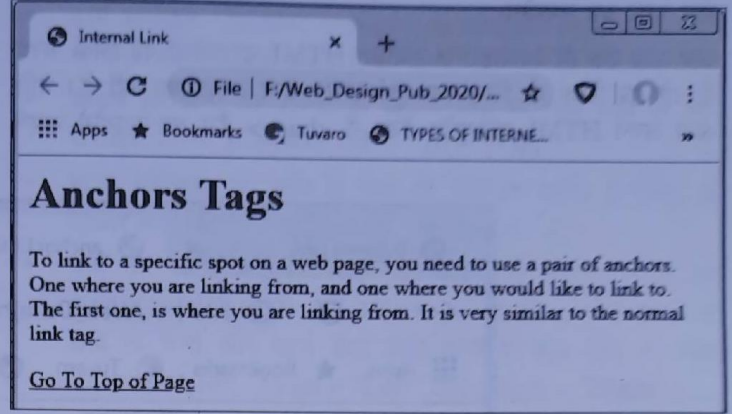 Internal Link
File | F:/Web_Design_Pub_2020/...
Apps Bookmarks Tuvaro TYPES OF INTERNE...
Anchors Tags
To link to a specific spot on a web page, you need to use a pair of anchors.
One where you are linking from, and one where you would like to link to.
The first one, is where you are linking from. It is very similar to the normal
link tag.
Go To Top of Page